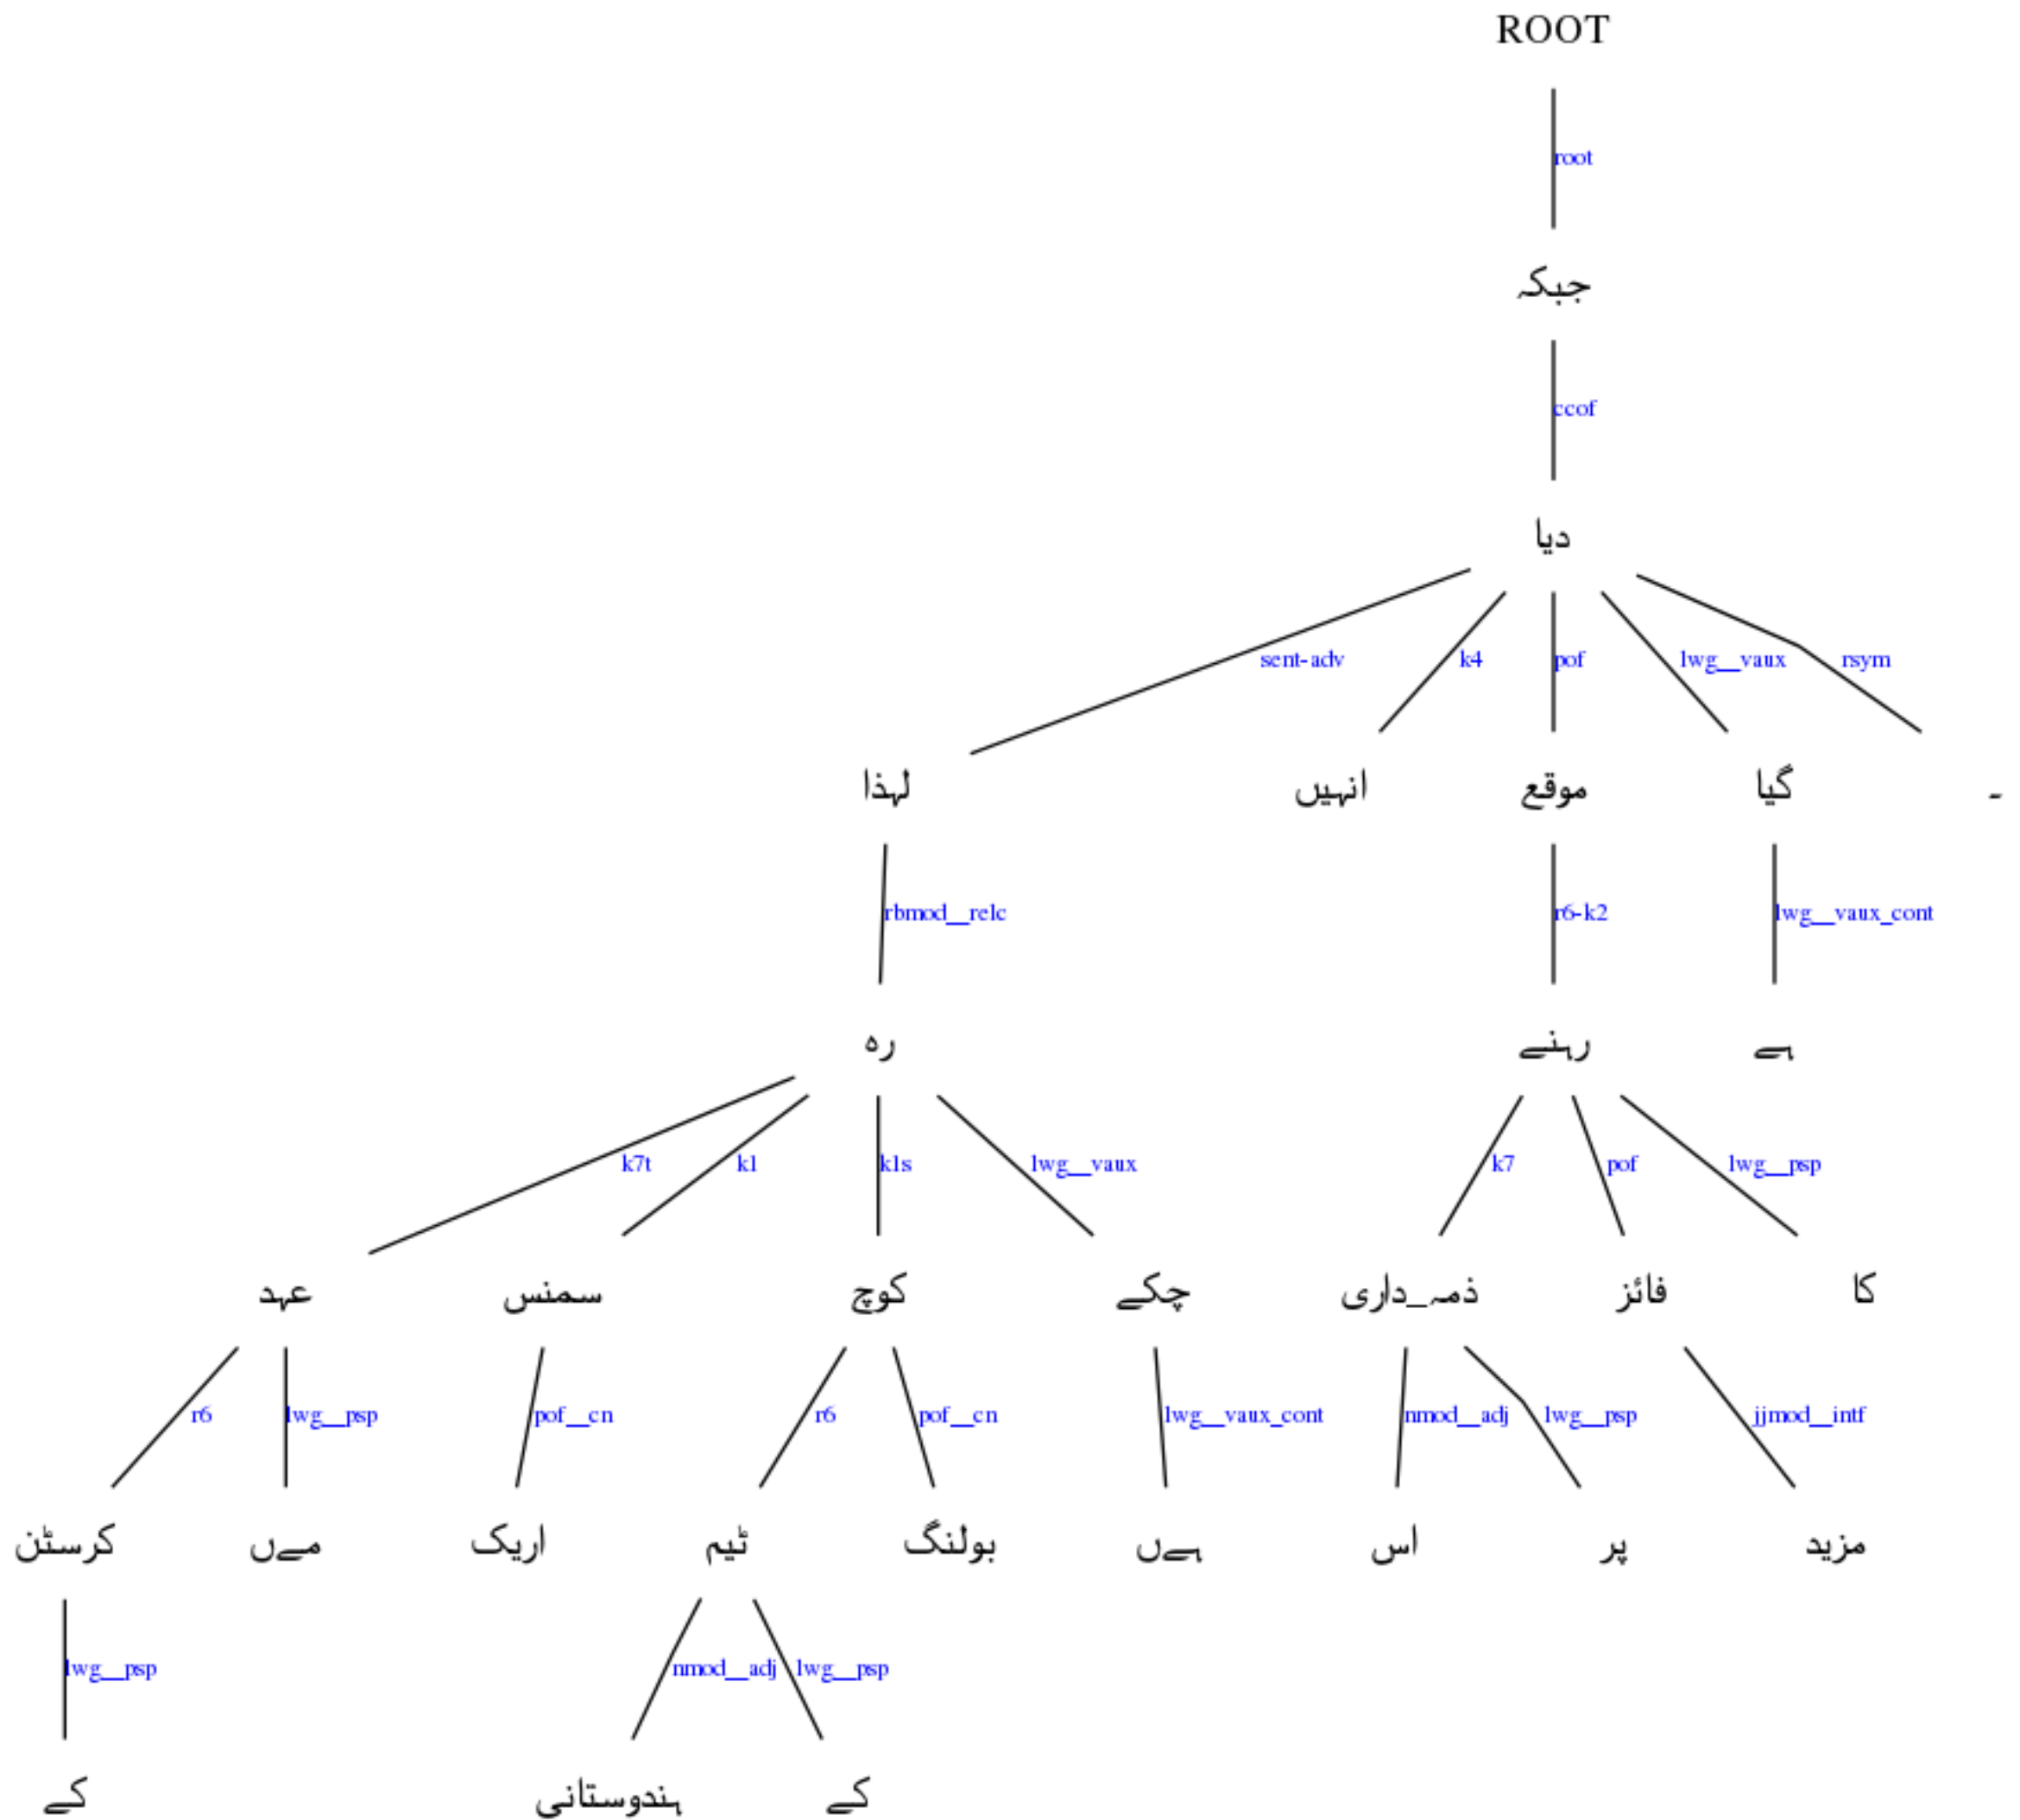 ROOT
root
جبکہ
ccof
دیا
sent-adv k4 pof lwg__vaux rsym
لہذا انہیں موقع گیا ۔
rbmod__relc r6-k2 lwg__vaux_cont
رہ رہنے ہے
k7t k1 k1s lwg__vaux k7 pof lwg__psp
عہد سمنس کوچ چکے ذمہ_داری فائز کا
r6 lwg__psp pof__cn r6 pof__cn lwg__vaux_cont nmod__adj lwg__psp jjmod__intf
کرسٹن مےں اریک ٹیم بولنگ ہےں اس پر مزید
lwg__psp nmod__adj lwg__psp
کے ہندوستانی کے